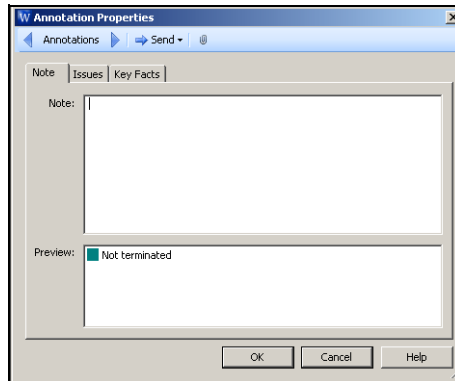 W Annotation Properties
Annotations Send
Note Issues Key Facts
Note:
Preview: Not terminated
OK Cancel Help